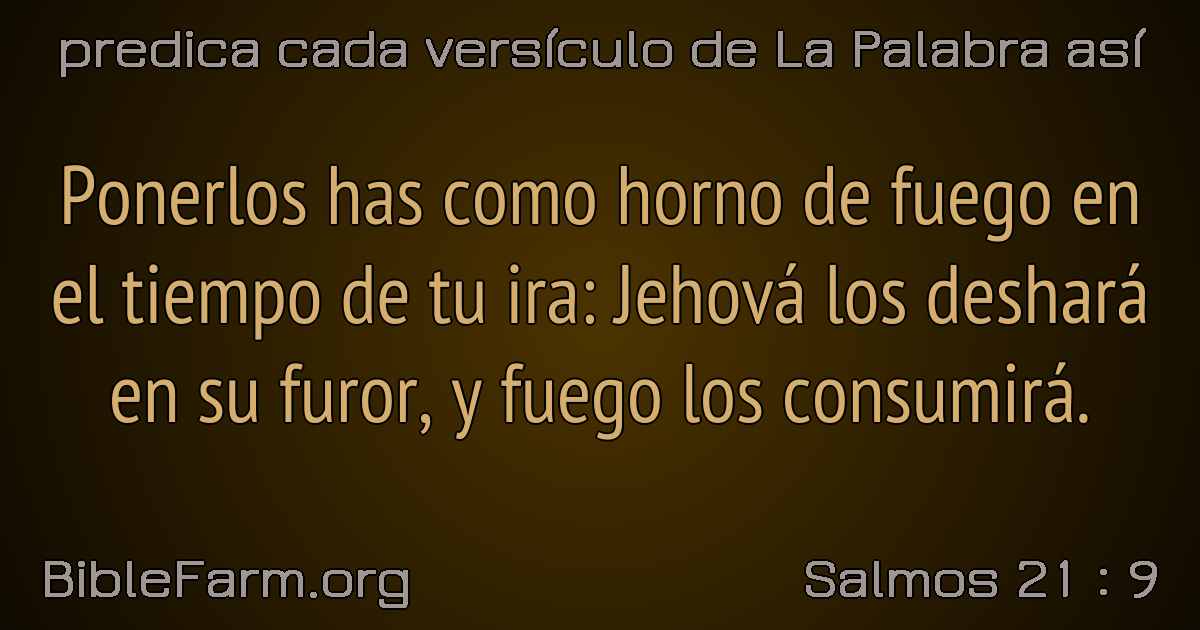 predica cada versículo de La Palabra así
Ponerlos has como horno de fuego en
el tiempo de tu ira: Jehová los deshará
en su furor, y fuego los consumirá.
BibleFarm.org
Salmos 21 : 9